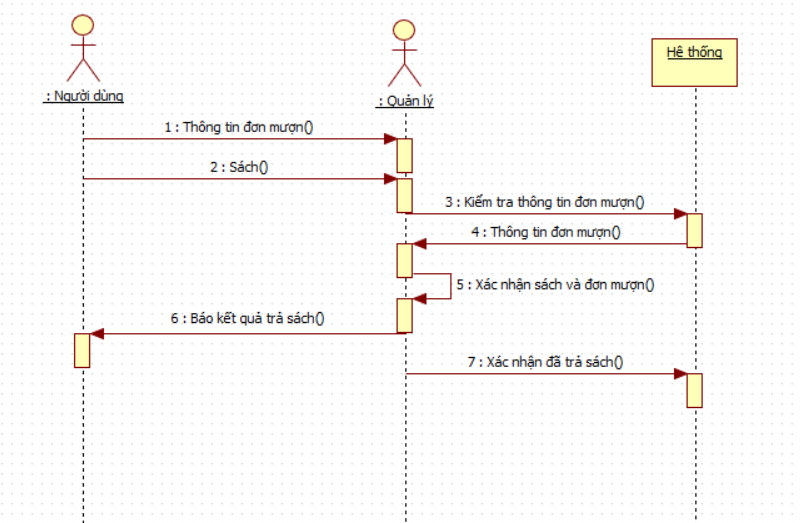 : Người dùng
: Quản lý
Hê thống
1 : Thông tin đơn mượn()
2 : Sách()
3 : Kiểm tra thông tin đơn mượn()
4 : Thông tin đơn mượn()
5 : Xác nhận sách và đơn mượn()
6 : Báo kết quả trả sách()
7 : Xác nhận đã trả sách()